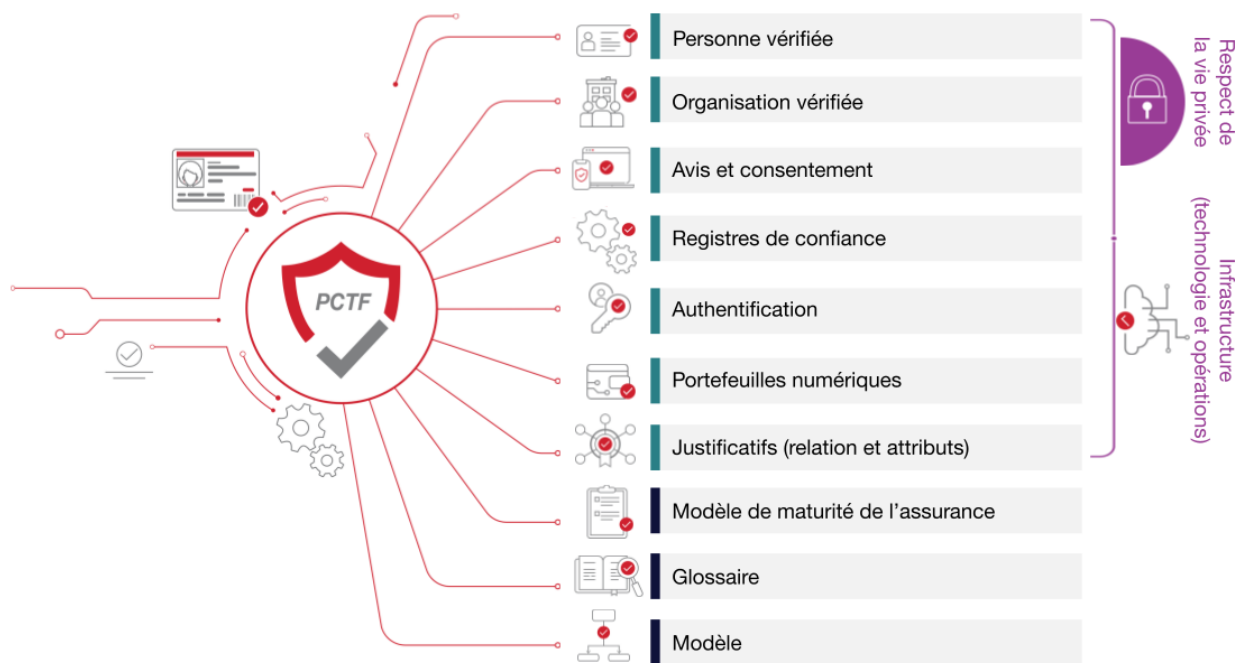 PCTF
Personne vérifiée
Organisation vérifiée
Avis et consentement
Registres de confiance
Authentification
Portefeuilles numériques
Justificatifs (relation et attributs)
Modèle de maturité de l’assurance
Glossaire
Modèle
Respect de
la vie privée
Infrastructure
(technologie et opérations)